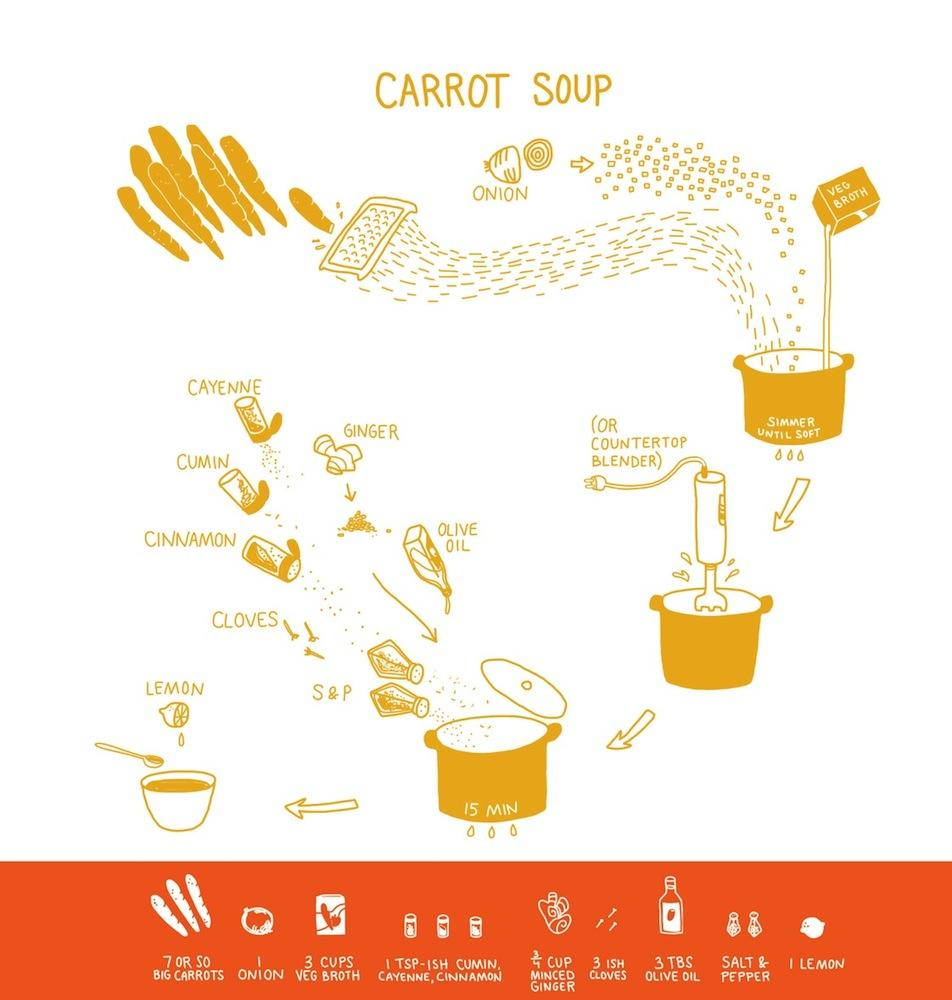 CARROT SOUP
ONION
VEG
BROTH
SIMMER
UNTIL SOFT
(OR
COUNTERTOP
BLENDER)
CAYENNE
GINGER
CUMIN
CINNAMON
OLIVE
OIL
CLOVES
S & P
LEMON
15 MIN
7 OR SO
BIG CARROTS
1
ONION
3 CUPS
VEG BROTH
1 TSP-ISH CUMIN,
CAYENNE, CINNAMON
3/4 CUP
MINCED
GINGER
3 ISH
CLOVES
3 TBS
OLIVE OIL
SALT &
PEPPER
1 LEMON